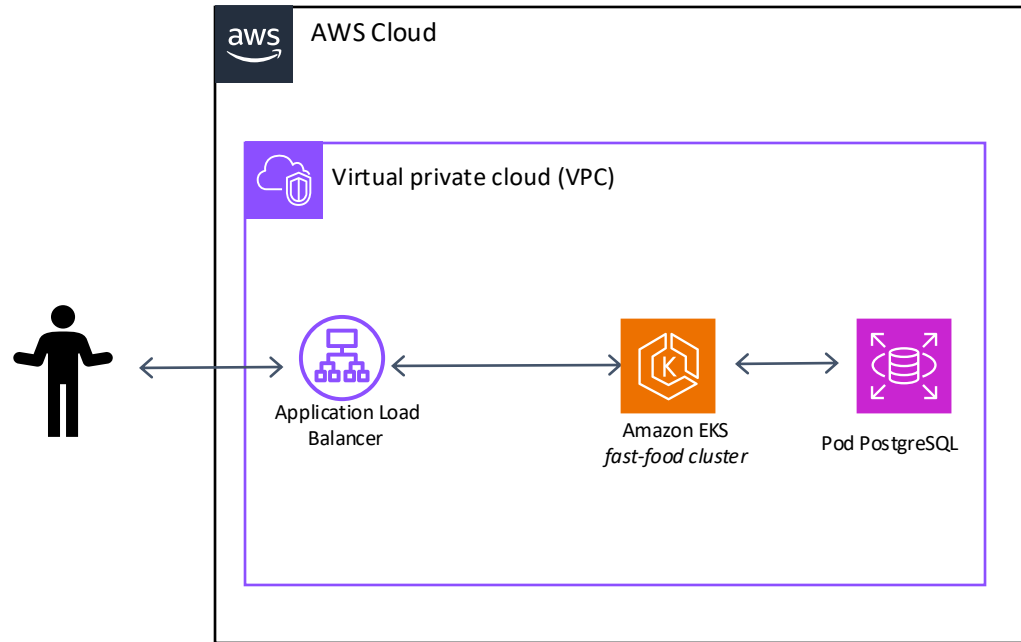 aws
AWS Cloud
Virtual private cloud (VPC)
Application Load
Balancer
K
Amazon EKS
fast-food cluster
Pod PostgreSQL